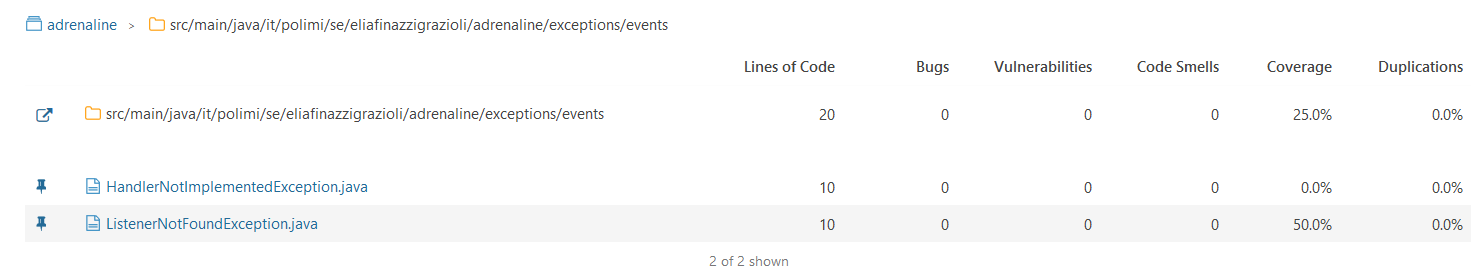 adrenaline > src/main/java/it/polimi/se/eliafinazzigrazioli/adrenaline/exceptions/events
Lines of Code Bugs Vulnerabilities Code Smells Coverage Duplications
src/main/java/it/polimi/se/eliafinazzigrazioli/adrenaline/exceptions/events 20 0 0 0 25.0% 0.0%
HandlerNotImplementedException.java 10 0 0 0 0.0% 0.0%
ListenerNotFoundException.java 10 0 0 0 50.0% 0.0%
2 of 2 shown